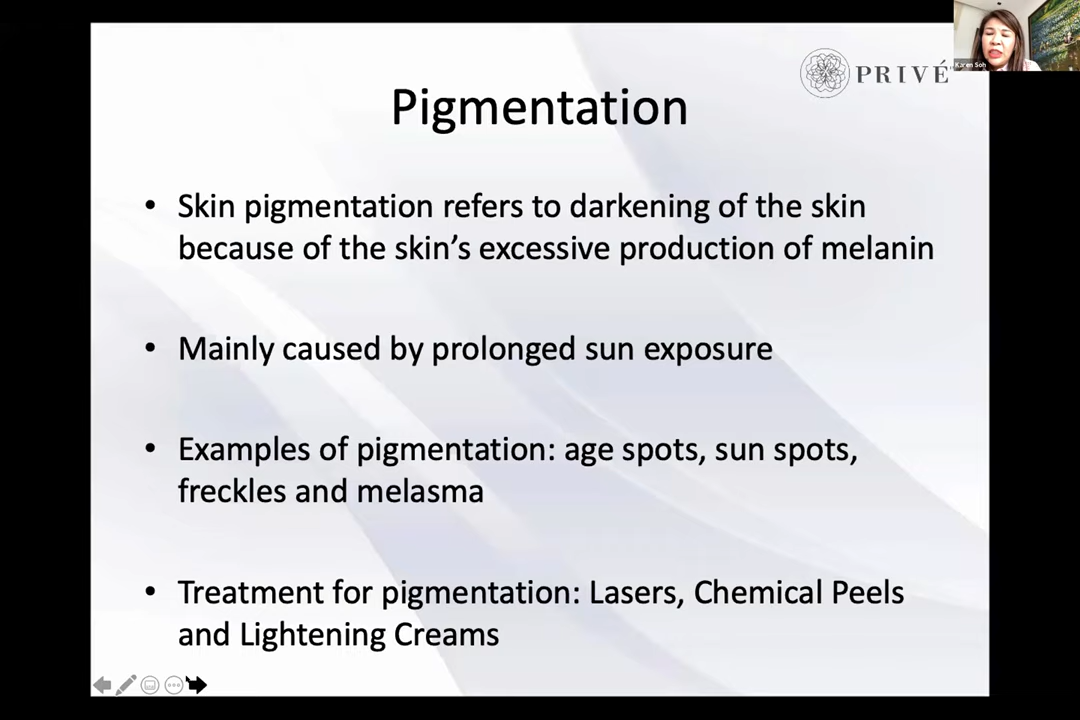 PRIVÉ
Karen Soh
Pigmentation
• Skin pigmentation refers to darkening of the skin
because of the skin’s excessive production of melanin
• Mainly caused by prolonged sun exposure
• Examples of pigmentation: age spots, sun spots,
freckles and melasma
• Treatment for pigmentation: Lasers, Chemical Peels
and Lightening Creams